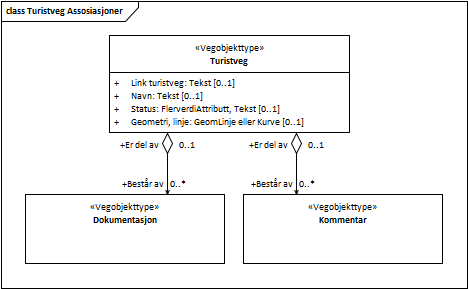 class Turistveg Assosiasjoner
«Vegobjekttype»
Turistveg
+ Link turistveg: Tekst [0..1]
+ Navn: Tekst [0..1]
+ Status: FlerverdiAttributt, Tekst [0..1]
+ Geometri, linje: GeomLinje eller Kurve [0..1]
+Er del av 0..1 +Er del av 0..1
+Består av 0..* +Består av 0..*
«Vegobjekttype»
Dokumentasjon
«Vegobjekttype»
Kommentar